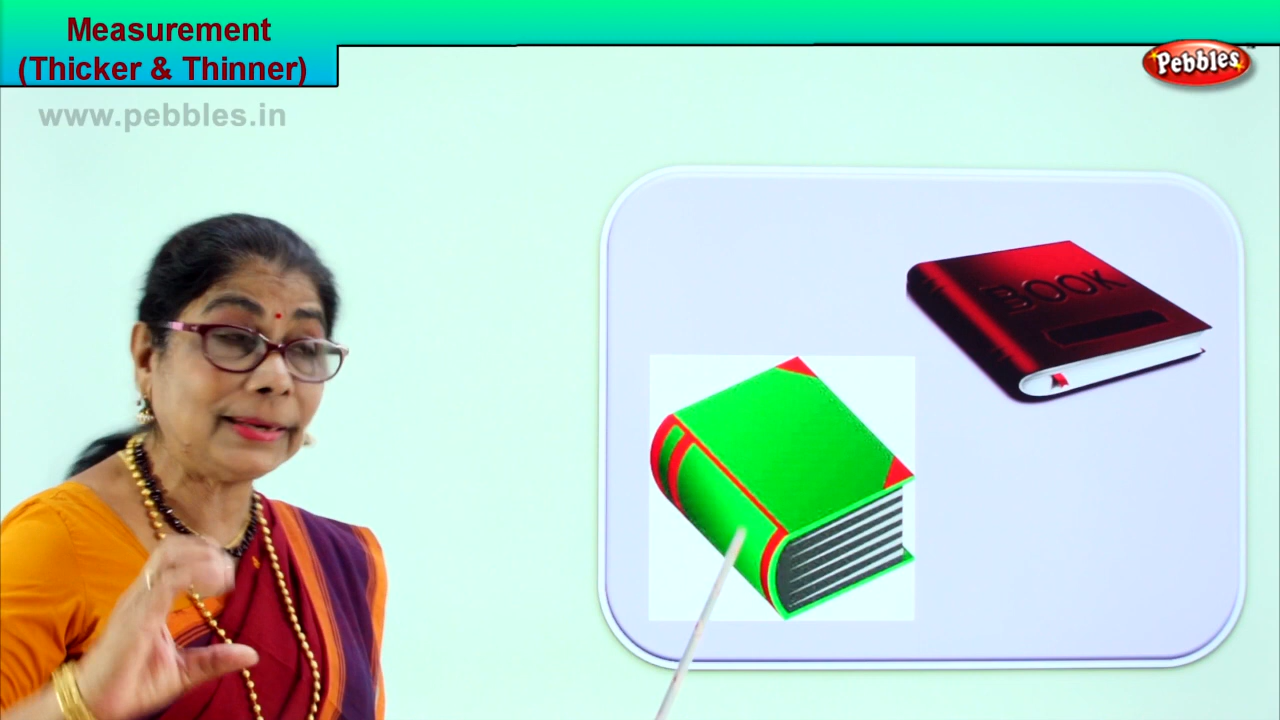 Measurement
(Thicker & Thinner)
Pebbles
www.pebbles.in
BOOK